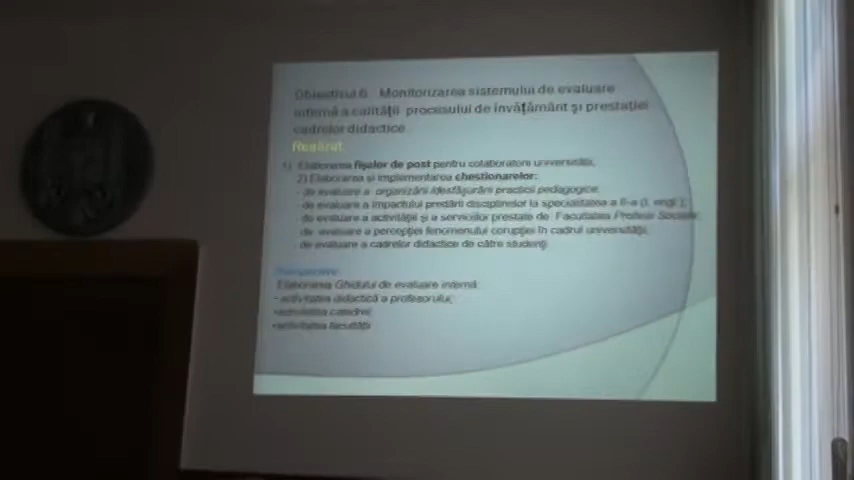 Obiectivul 6. Monitorizarea sistemului de evaluare
internă a calităţii procesului de învăţământ şi prestaţiei
cadrelor didactice
Realizat:
1) Elaborarea fişelor de post pentru colaboratorii universităţii;
2) Elaborarea şi implementarea chestionarelor:
- de evaluare a organizării /desfăşurării practicii pedagogice;
- de evaluare a impactului predării disciplinelor la specialitatea a II-a (l. engl.);
- de evaluare a activităţii şi a serviciilor prestate de Facultatea
- de evaluare a percepţiei fenomenului corupţiei în cadrul universităţii;
- de evaluare a cadrelor didactice de către studenţi
Elaborarea Ghidului de evaluare internă:
• activitatea didactică a profesorului;
•activitatea catedrei;
•activitatea facultăţii